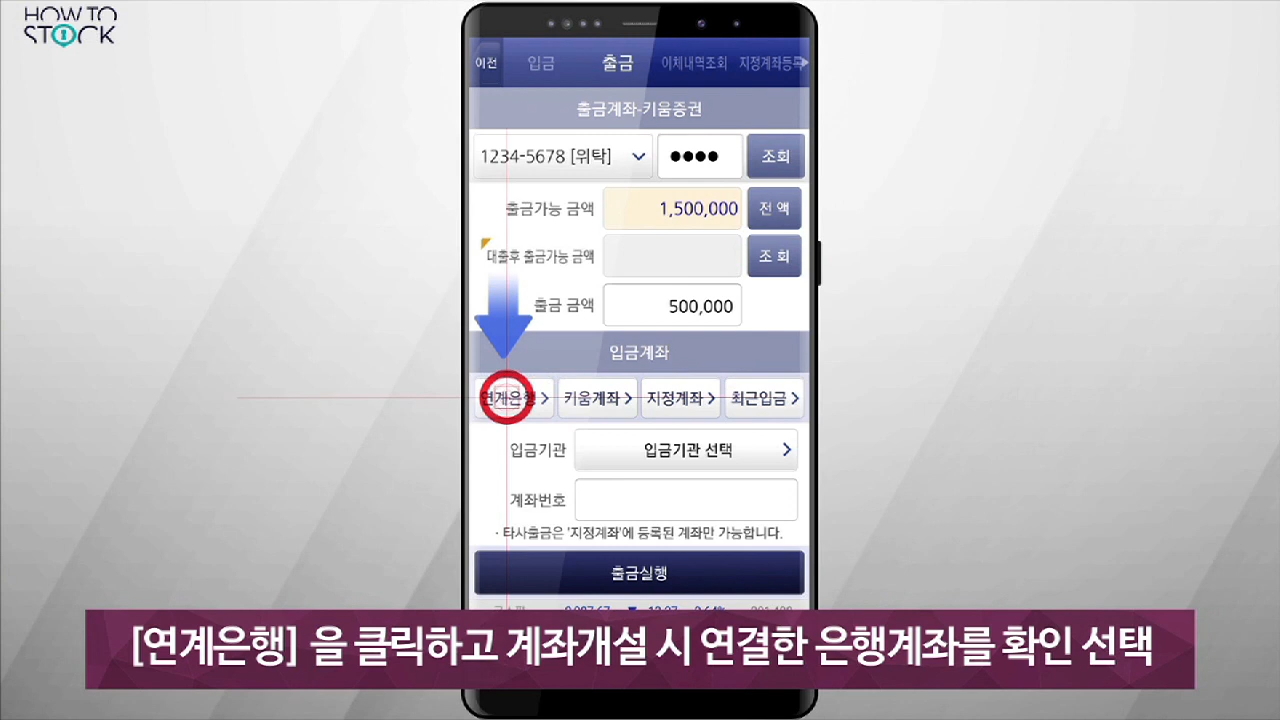 HOW TO
STOCK
이전 입금 출금 이체내역조회 지정계좌등록
출금계좌-키움증권
1234-5678 [위탁] ●●●● 조회
출금가능 금액 1,500,000 전 액
대출후 출금가능 금액 조 회
출금 금액 500,000
입금계좌
연계은행 키움계좌 지정계좌 최근입금
입금기관 입금기관 선택
계좌번호
· 타사출금은 '지정계좌'에 등록된 계좌만 가능합니다.
출금실행
[연계은행] 을 클릭하고 계좌개설 시 연결한 은행계좌를 확인 선택